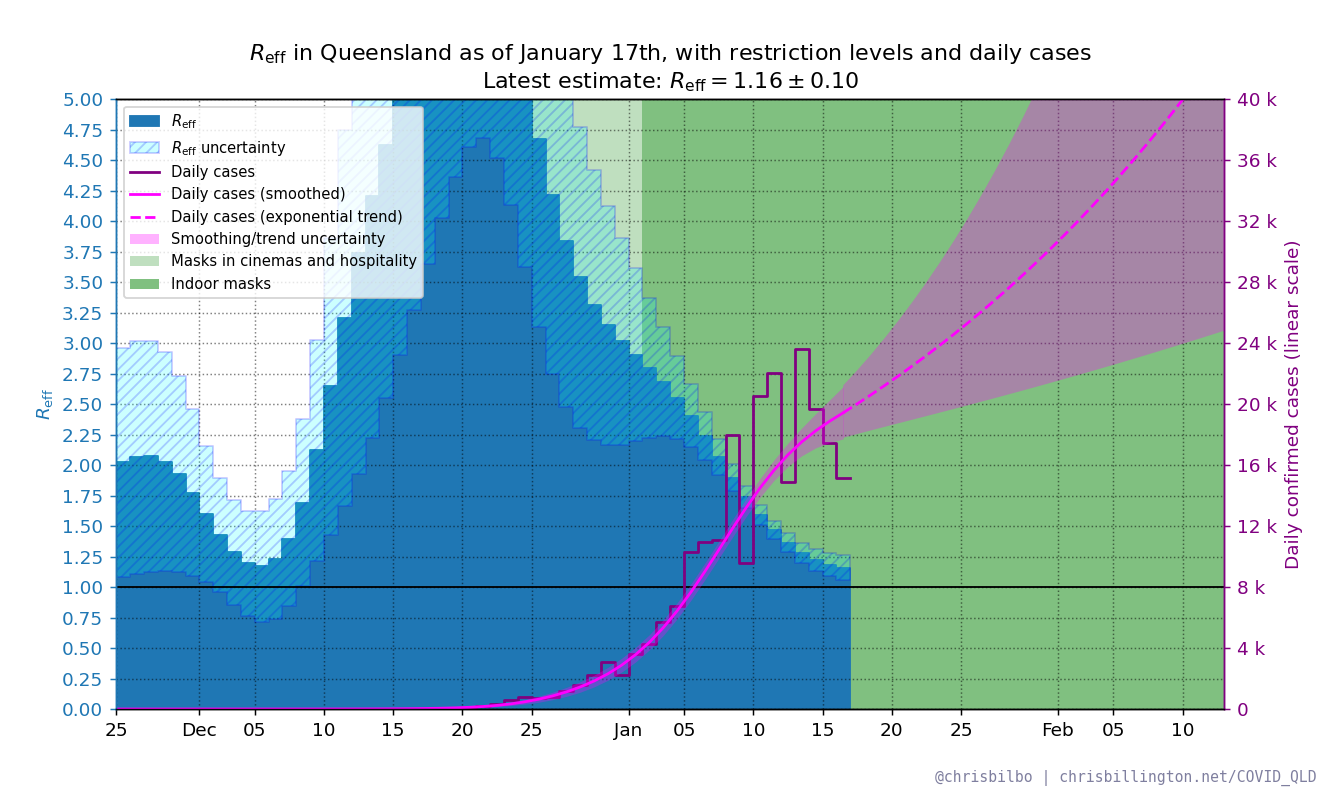 R_eff in Queensland as of January 17th, with restriction levels and daily cases
Latest estimate: R_eff = 1.16 ± 0.10
R_eff
R_eff uncertainty
Daily cases
Daily cases (smoothed)
Daily cases (exponential trend)
Smoothing/trend uncertainty
Masks in cinemas and hospitality
Indoor masks
R_eff
5.00
4.75
4.50
4.25
4.00
3.75
3.50
3.25
3.00
2.75
2.50
2.25
2.00
1.75
1.50
1.25
1.00
0.75
0.50
0.25
0.00
25 Dec 05 10 15 20 25 Jan 05 10 15 20 25 Feb 05 10
40 k
36 k
32 k
28 k
24 k
20 k
16 k
12 k
8 k
4 k
0
Daily confirmed cases (linear scale)
@chrisbilbo | chrisbillington.net/COVID_QLD